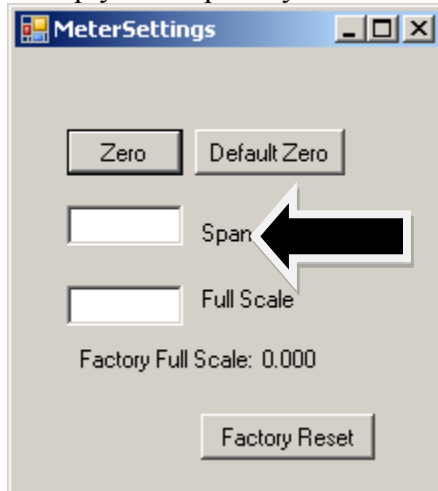 MeterSettings
Zero
Default Zero
Span
Full Scale
Factory Full Scale: 0.000
Factory Reset